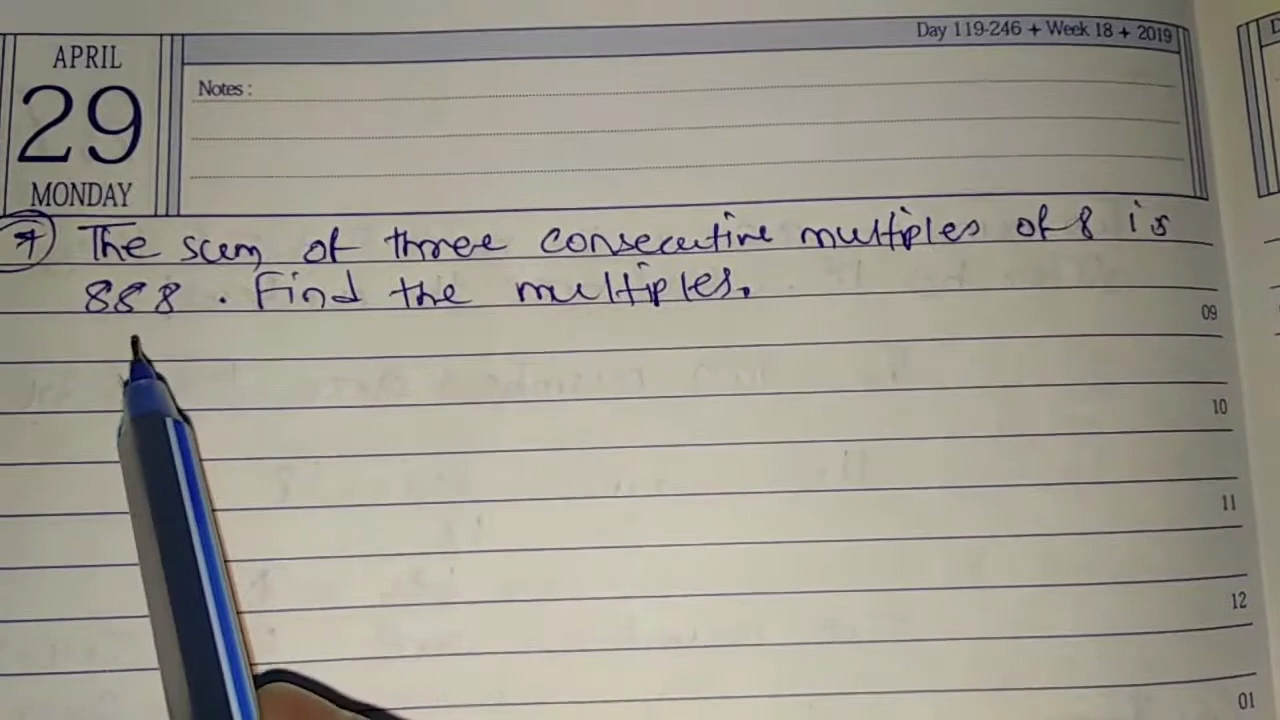 Day 119-246 + Week 18 + 2019
APRIL
29
MONDAY
Notes :
7 The sum of three consecutive multiples of 8 is
888 . Find the multiples.
09
10
11
12
01